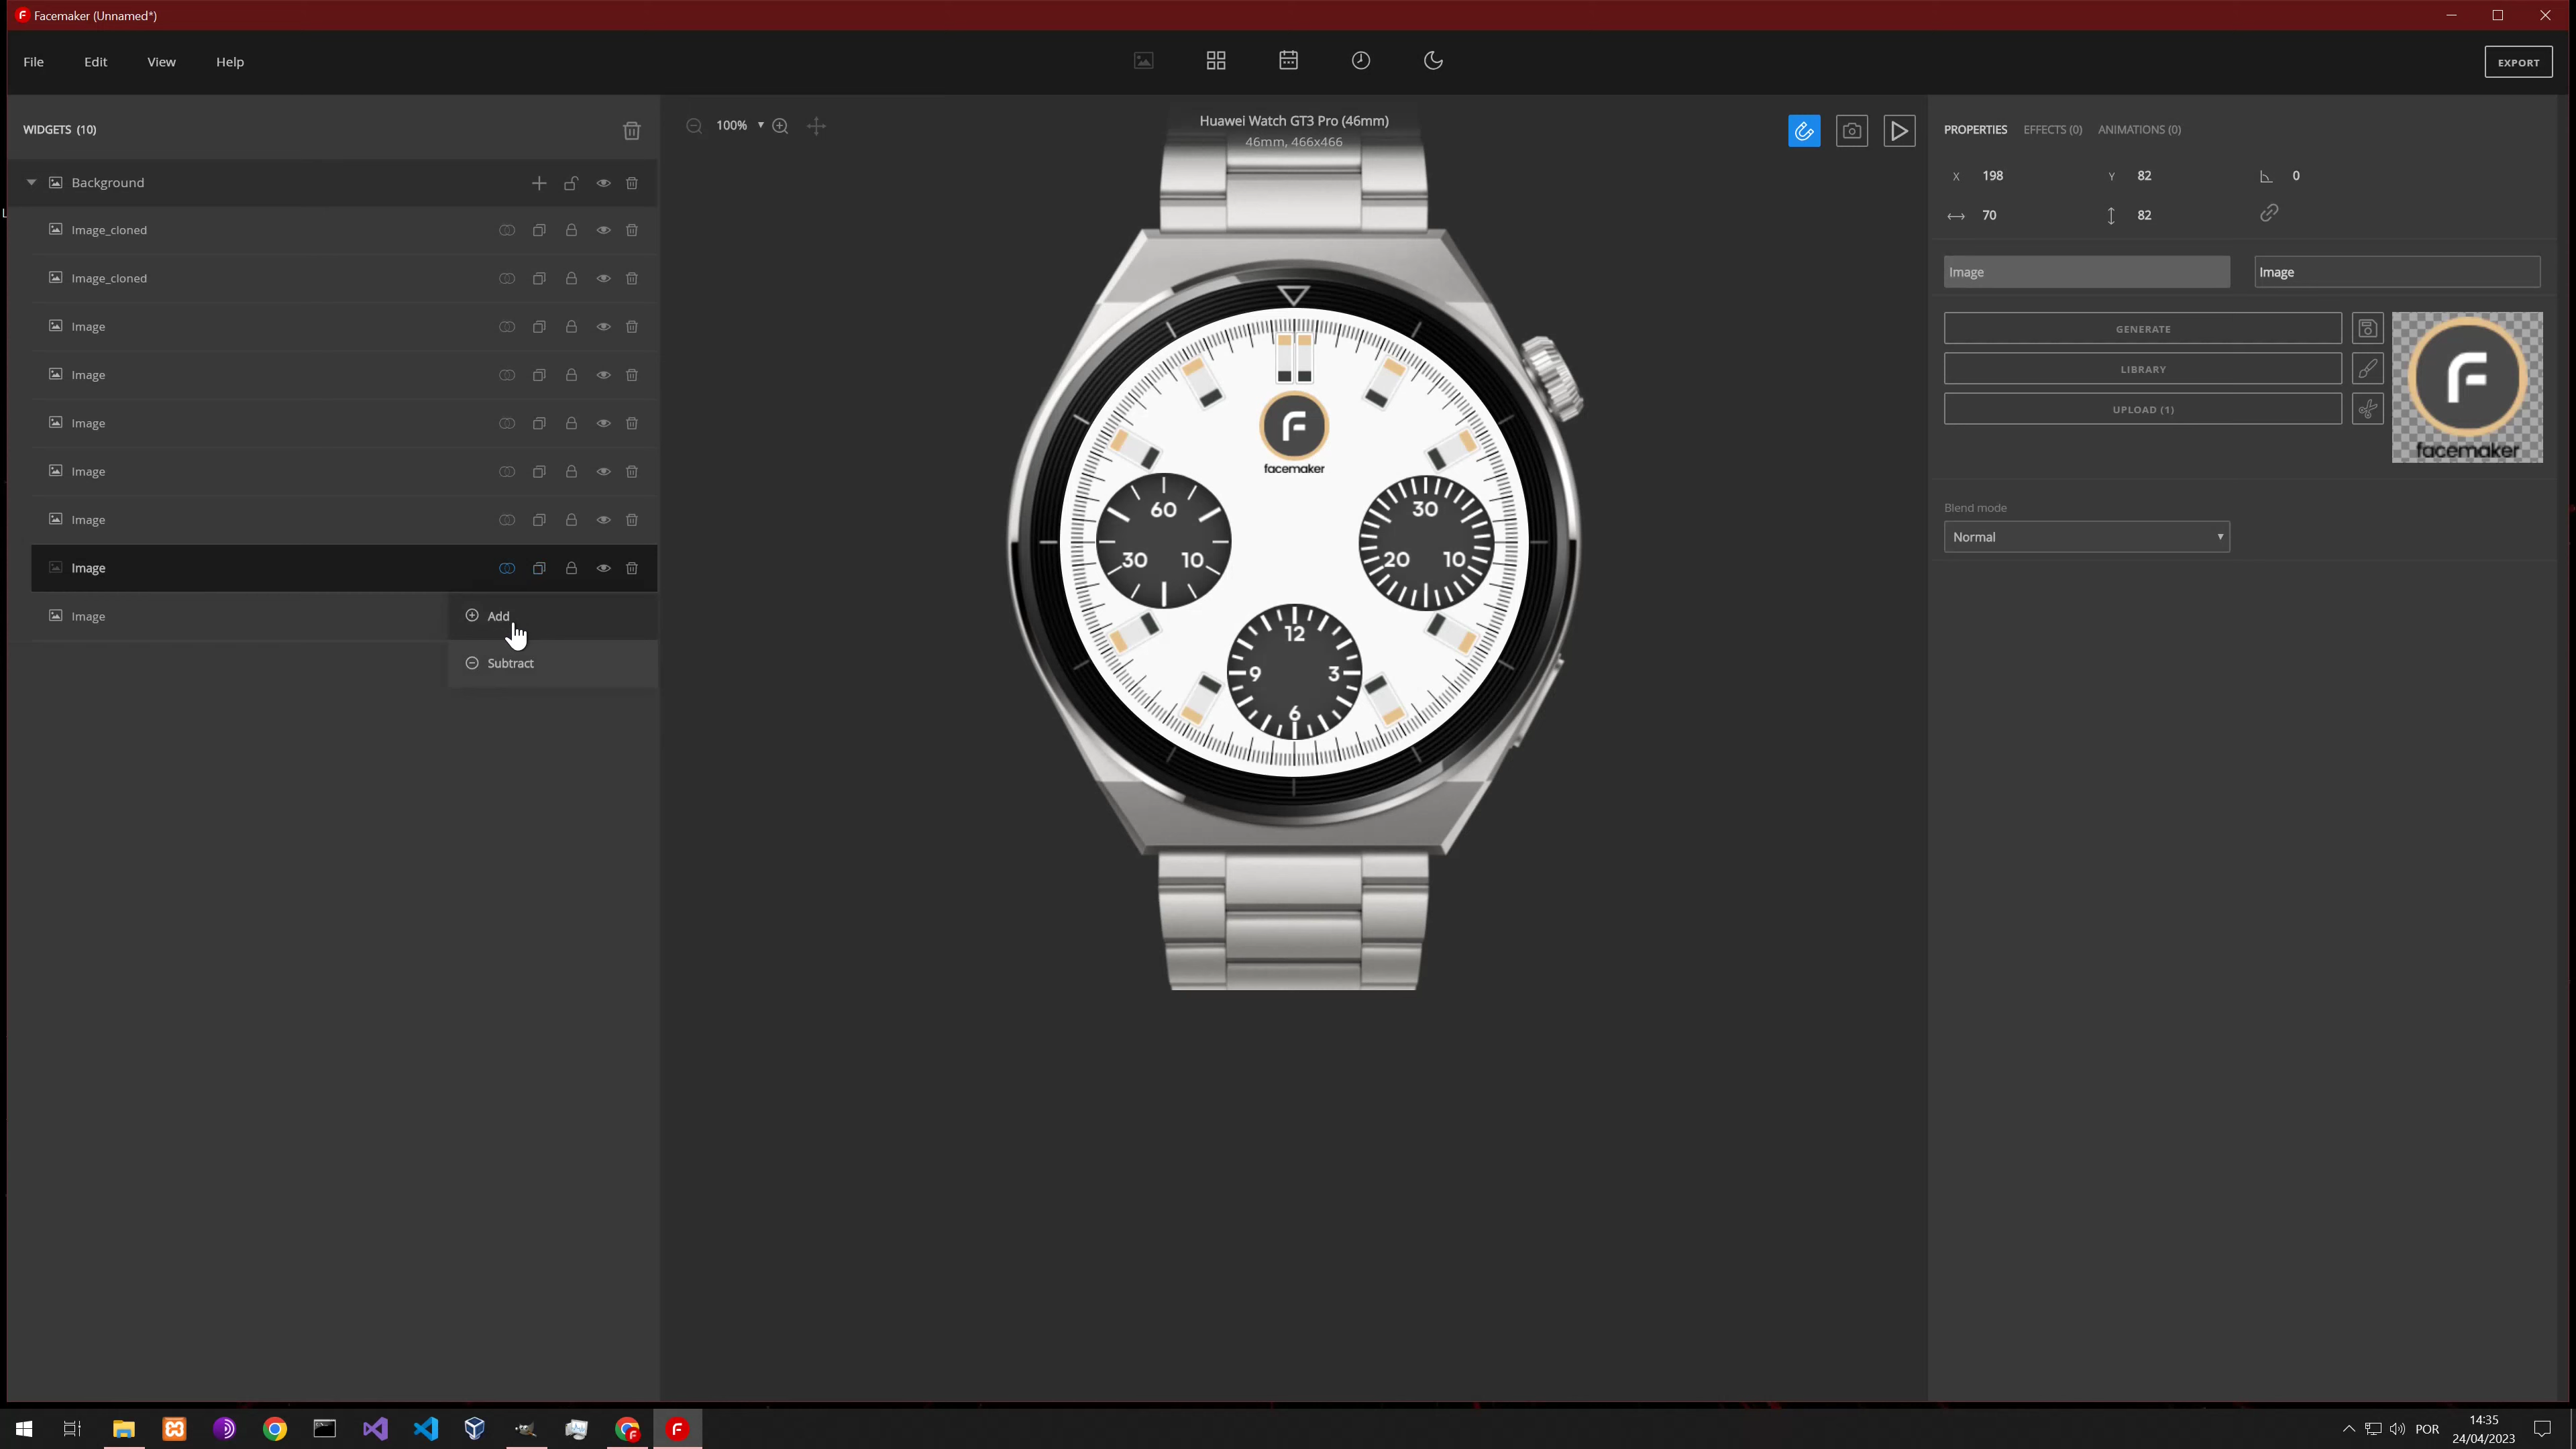 Facemaker (Unnamed*)
File Edit View Help
EXPORT
WIDGETS (10)
Background
Image_cloned
Image_cloned
Image
Image
Image
Image
Image
Image
Image
Add
Subtract
100%
Huawei Watch GT3 Pro (46mm)
46mm, 466x466
facemaker
60
30 10
30
20 10
12
9 3
6
PROPERTIES EFFECTS (0) ANIMATIONS (0)
X 198 Y 82 0
70 82
Image Image
GENERATE
LIBRARY
UPLOAD (1)
facemaker
Blend mode
Normal
POR
14:35
24/04/2023